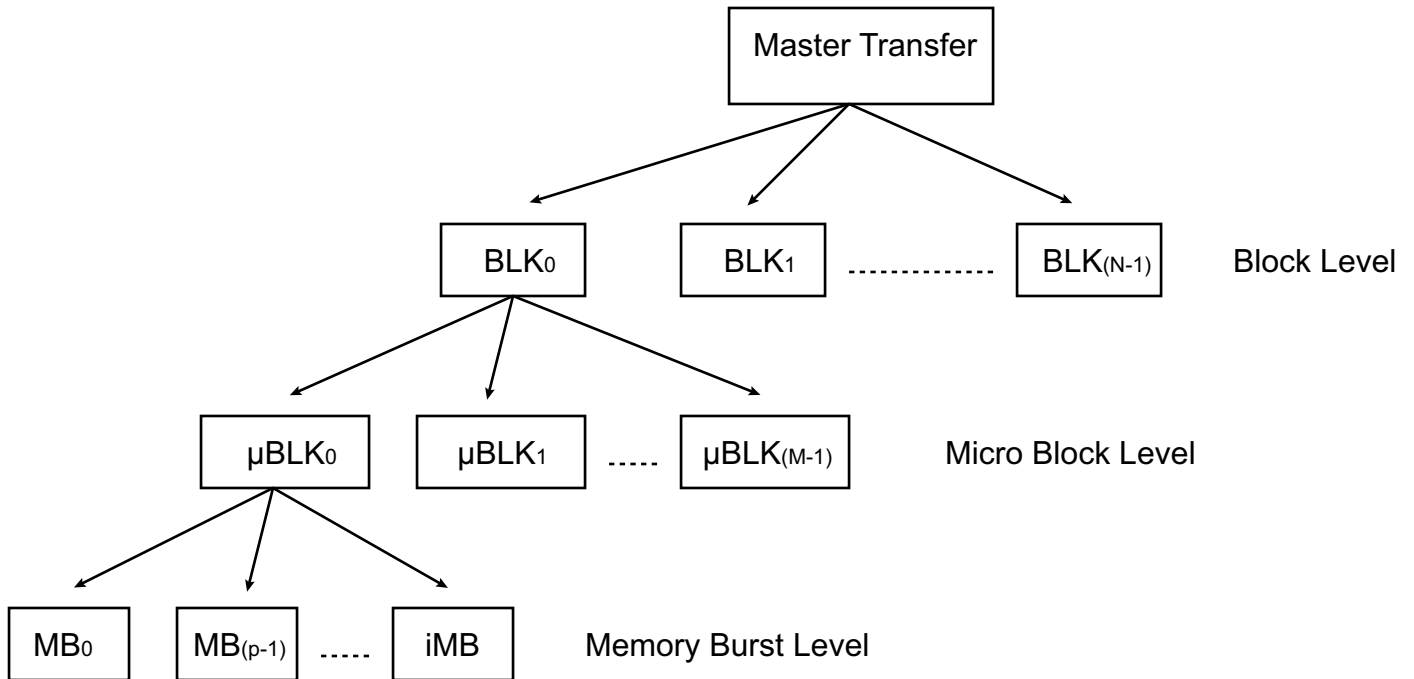 Master Transfer
BLK0 BLK1 BLK(N-1) Block Level
µBLK0 µBLK1 µBLK(M-1) Micro Block Level
MB0 MB(p-1) iMB Memory Burst Level